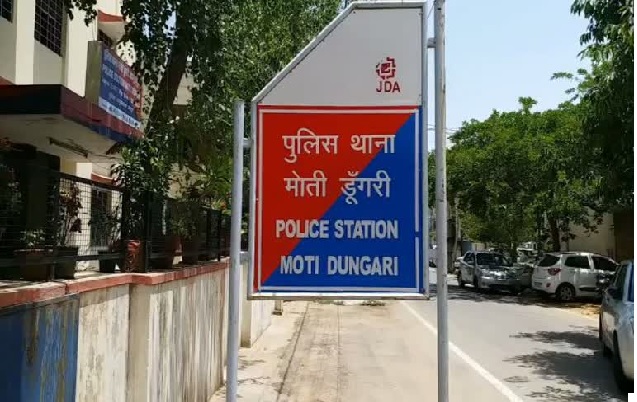 JDA
पुलिस थाना
मोती डूँगरी
POLICE STATION
MOTI DUNGARI